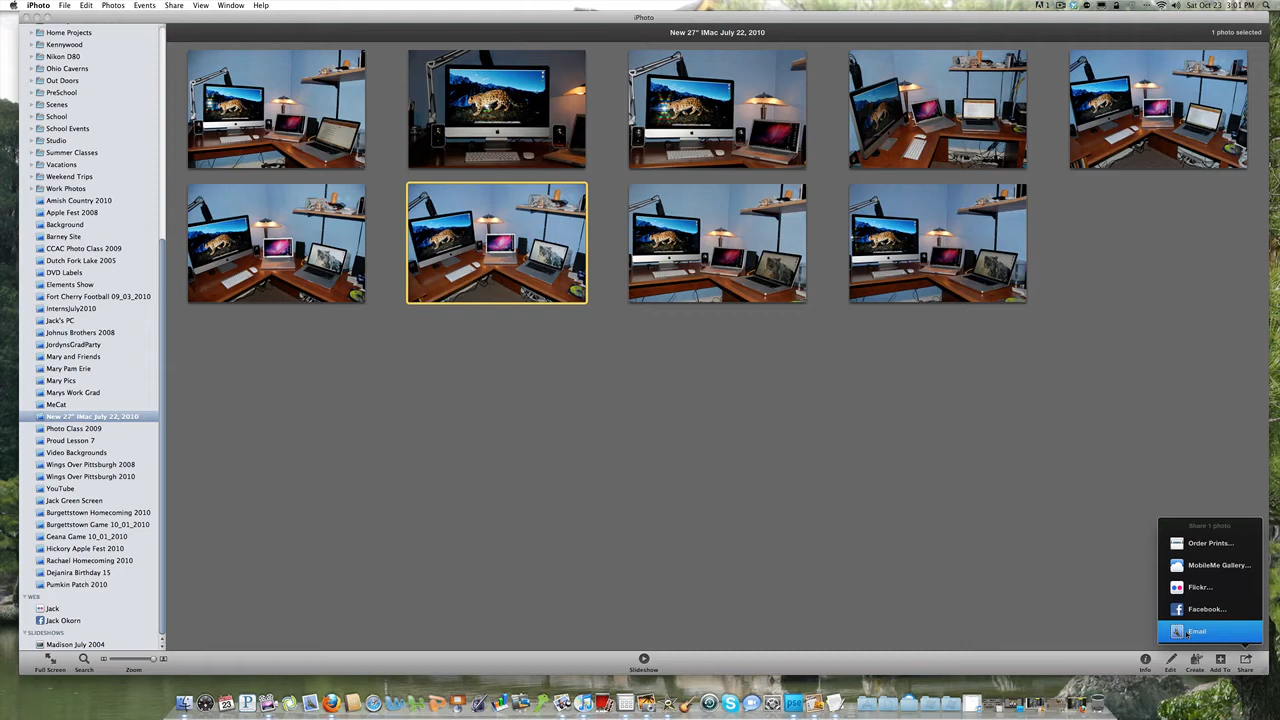 iPhoto File Edit Photos Events Share View Window Help
1 Sat Oct 23 3:01 PM
iPhoto
New 27" IMac July 22, 2010
1 photo selected
Home Projects
Kennywood
Nikon D80
Ohio Caverns
Out Doors
PreSchool
Scenes
School
School Events
Studio
Summer Classes
Vacations
Weekend Trips
Work Photos
Amish Country 2010
Apple Fest 2008
Background
Barney Site
CCAC Photo Class 2009
Dutch Fork Lake 2005
DVD Labels
Elements Show
Fort Cherry Football 09_03_2010
InternsJuly2010
Jack's PC
Johnus Brothers 2008
JordynsGradParty
Mary and Friends
Mary Pam Erie
Mary Pics
Marys Work Grad
MeCat
New 27" IMac July 22, 2010
Photo Class 2009
Proud Lesson 7
Video Backgrounds
Wings Over Pittsburgh 2008
Wings Over Pittsburgh 2010
YouTube
Jack Green Screen
Burgettstown Homecoming 2010
Burgettstown Game 10_01_2010
Geana Game 10_01_2010
Hickory Apple Fest 2010
Rachael Homecoming 2010
Dejanira Birthday 15
Pumkin Patch 2010
WEB
Jack
Jack Okorn
SLIDESHOWS
Madison July 2004
Share 1 photo
Order Prints...
MobileMe Gallery...
Flickr...
Facebook...
Email
Full Screen Search Zoom Slideshow Info Edit Create Add To Share
23 pse